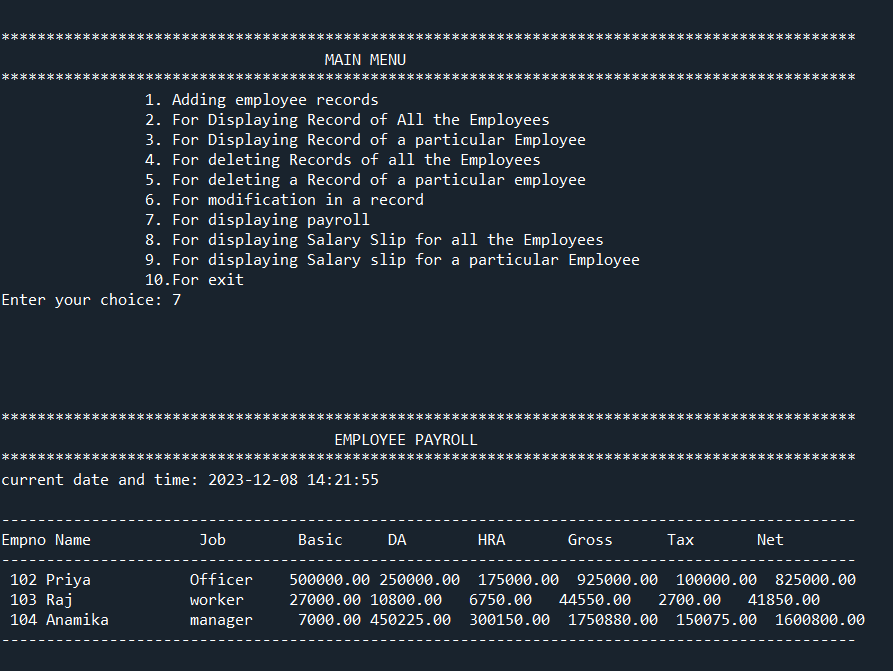 ***********************************************************************************************
MAIN MENU
***********************************************************************************************
1. Adding employee records
2. For Displaying Record of All the Employees
3. For Displaying Record of a particular Employee
4. For deleting Records of all the Employees
5. For deleting a Record of a particular employee
6. For modification in a record
7. For displaying payroll
8. For displaying Salary Slip for all the Employees
9. For displaying Salary slip for a particular Employee
10.For exit
Enter your choice: 7
***********************************************************************************************
EMPLOYEE PAYROLL
***********************************************************************************************
current date and time: 2023-12-08 14:21:55
-----------------------------------------------------------------------------------------------
Empno Name Job Basic DA HRA Gross Tax Net
-----------------------------------------------------------------------------------------------
102 Priya Officer 500000.00 250000.00 175000.00 925000.00 100000.00 825000.00
103 Raj worker 27000.00 10800.00 6750.00 44550.00 2700.00 41850.00
104 Anamika manager 7000.00 450225.00 300150.00 1750880.00 150075.00 1600800.00
-----------------------------------------------------------------------------------------------